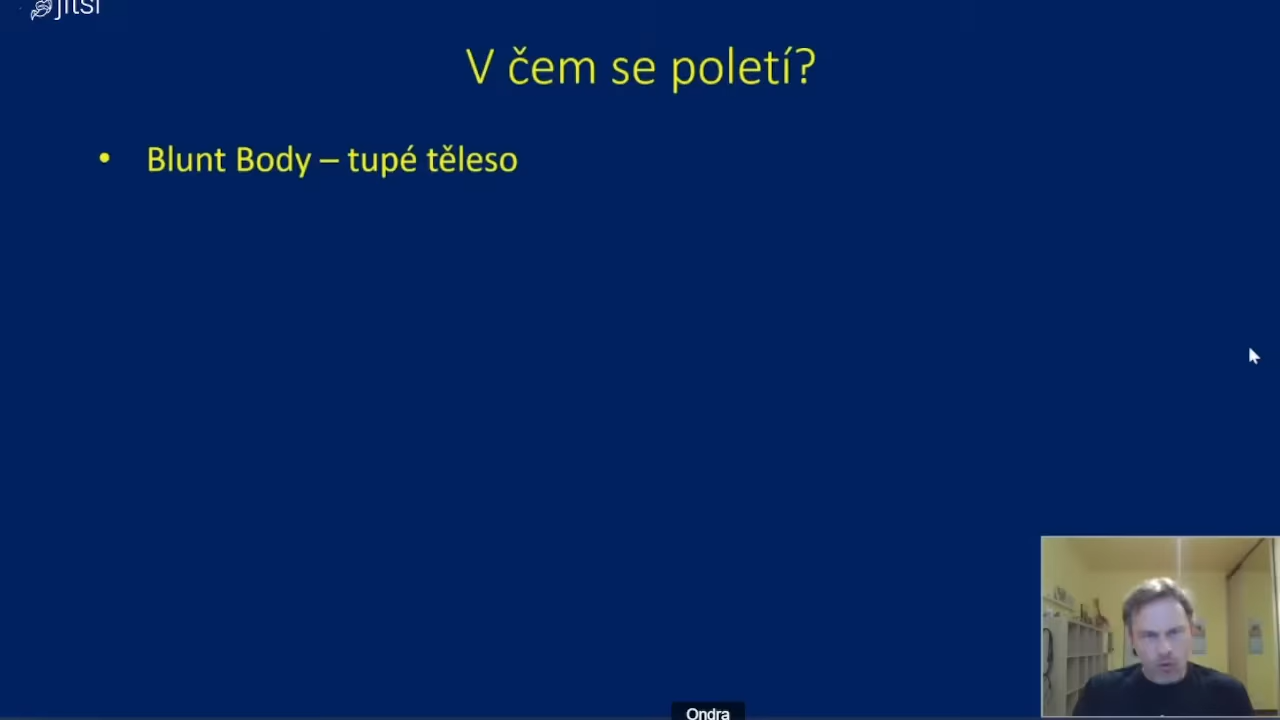 jitsi
V čem se poletí?
• Blunt Body – tupé těleso
Ondra